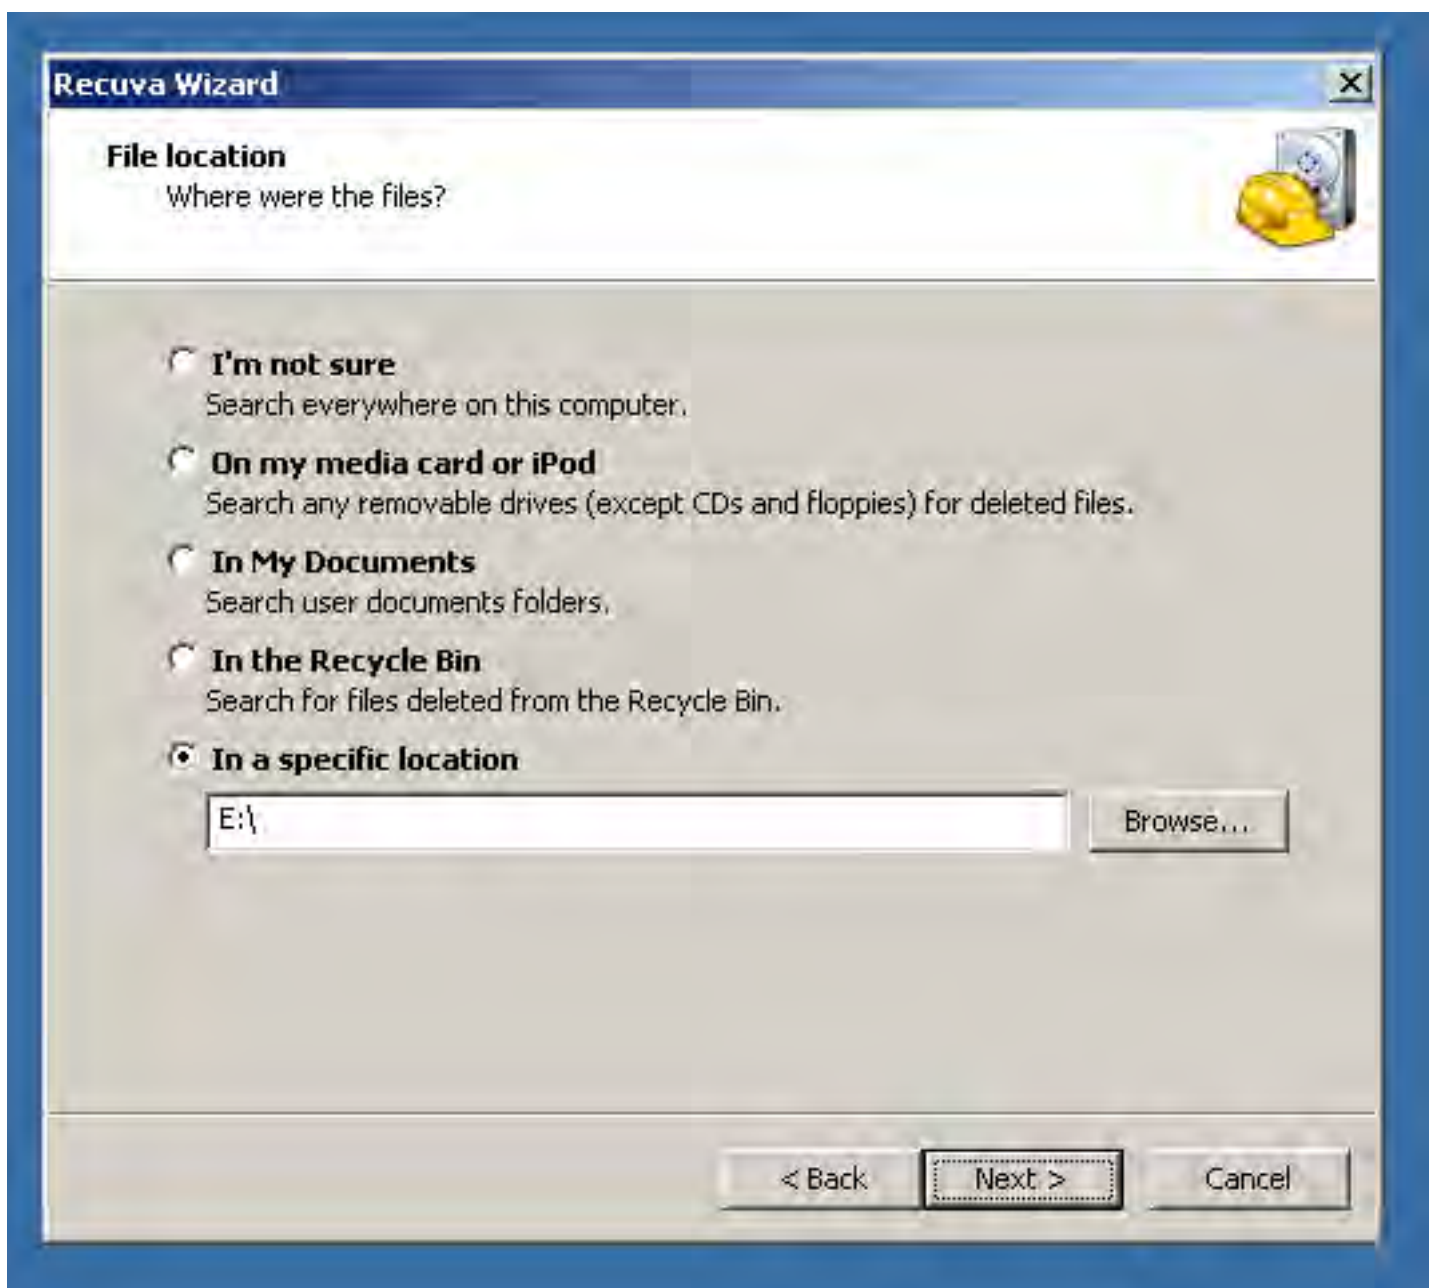 Recuva Wizard
File location
Where were the files?
I'm not sure
Search everywhere on this computer.
On my media card or iPod
Search any removable drives (except CDs and floppies) for deleted files.
In My Documents
Search user documents folders.
In the Recycle Bin
Search for files deleted from the Recycle Bin.
In a specific location
E:\
Browse...
< Back
Next >
Cancel